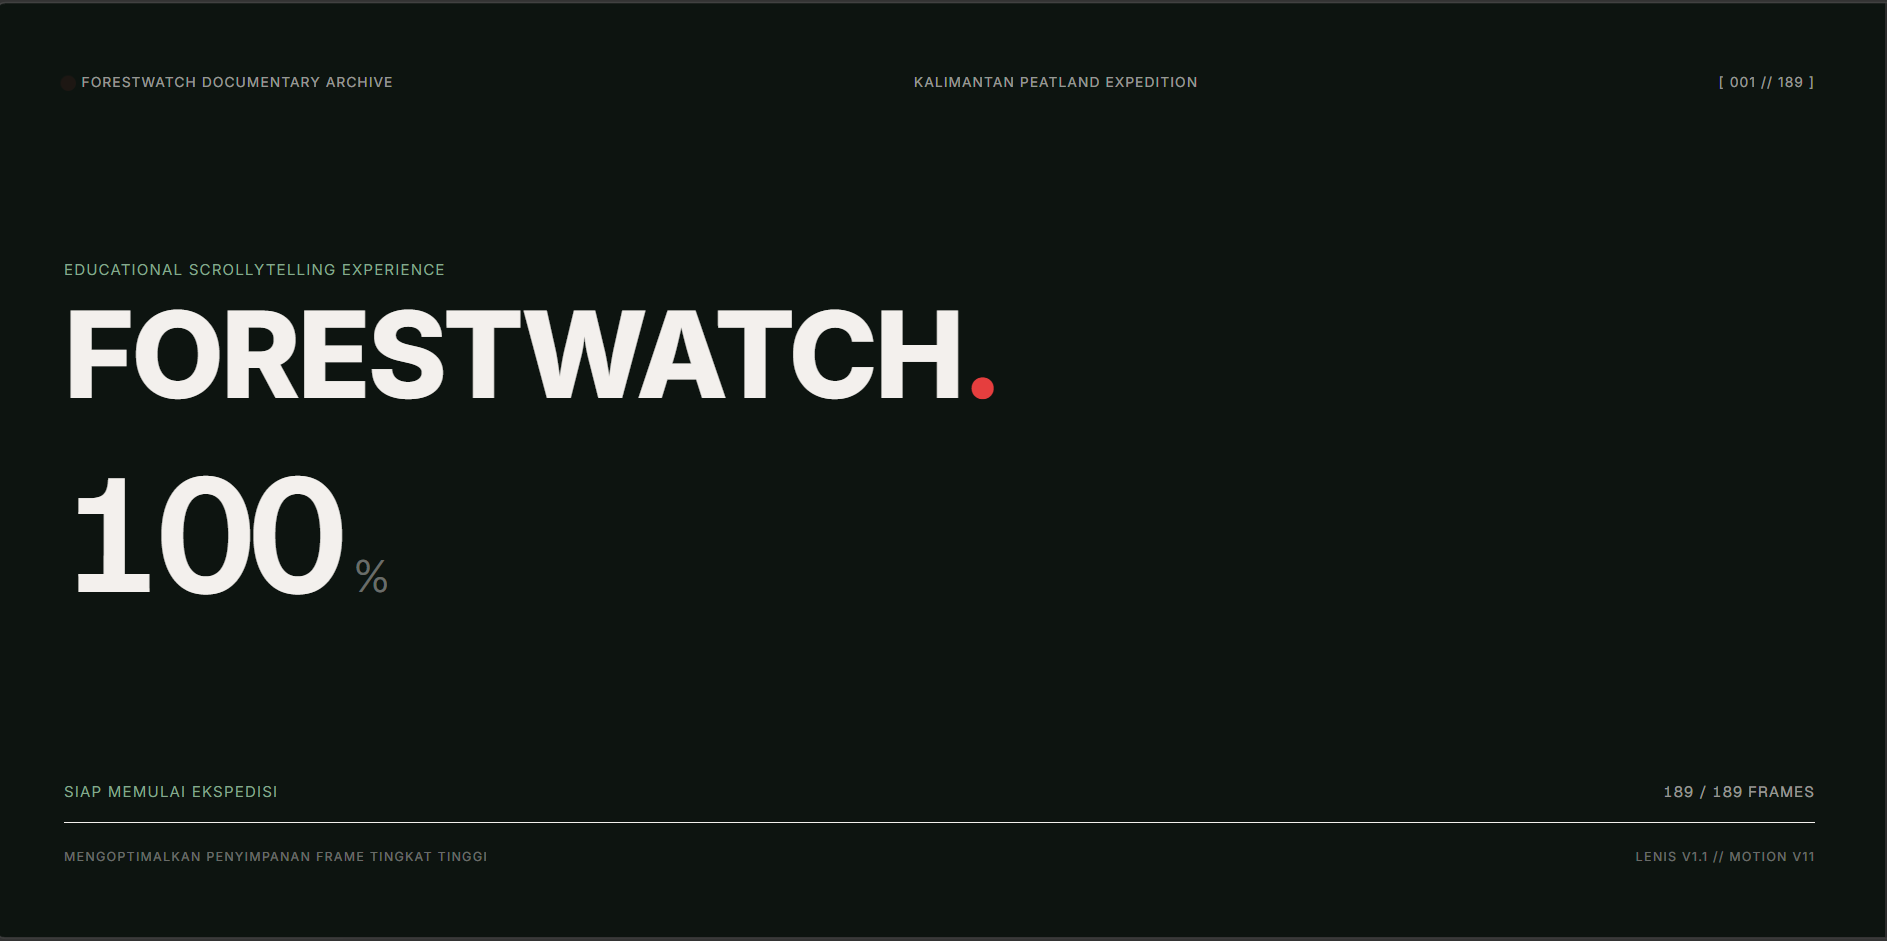 FORESTWATCH DOCUMENTARY ARCHIVE
KALIMANTAN PEATLAND EXPEDITION
[ 001 // 189 ]
EDUCATIONAL SCROLLYTELLING EXPERIENCE
FORESTWATCH.
100%
SIAP MEMULAI EKSPEDISI
189 / 189 FRAMES
MENGOPTIMALKAN PENYIMPANAN FRAME TINGKAT TINGGI
LENIS V1.1 // MOTION V11